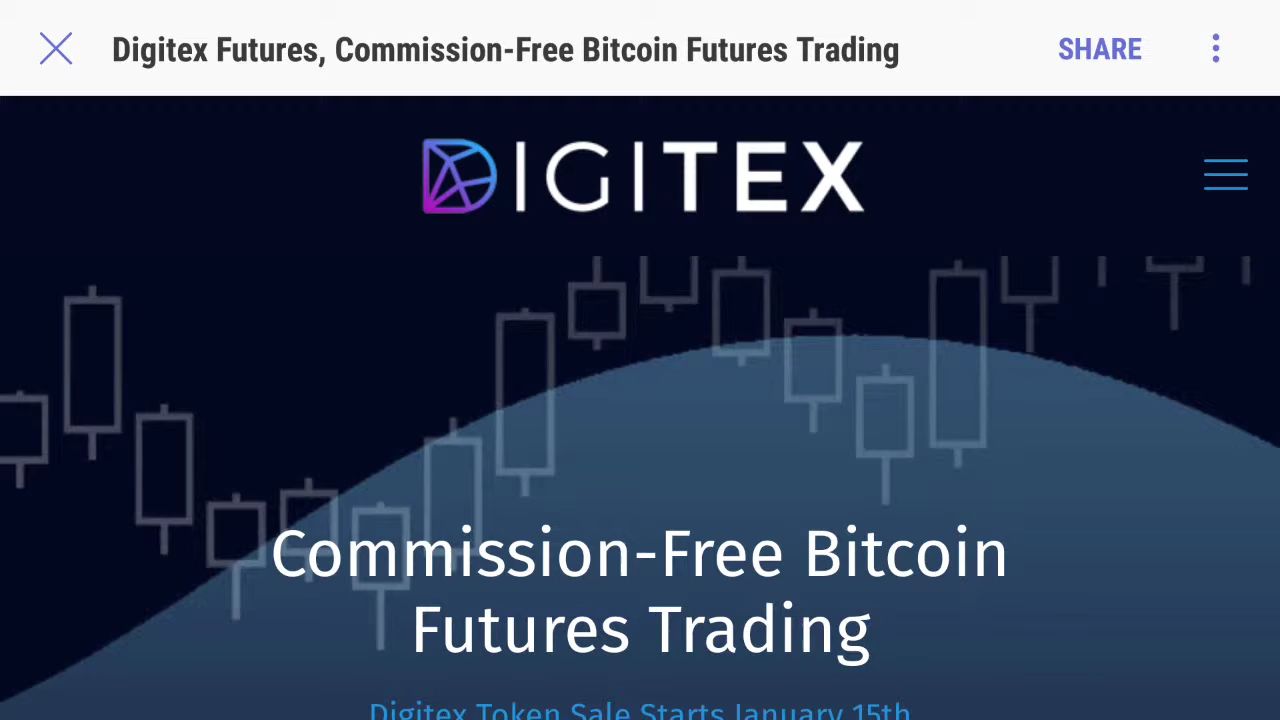 Digitex Futures, Commission-Free Bitcoin Futures Trading
SHARE
DIGITEX
Commission-Free Bitcoin
Futures Trading
Digitex Token Sale Starts January 15th